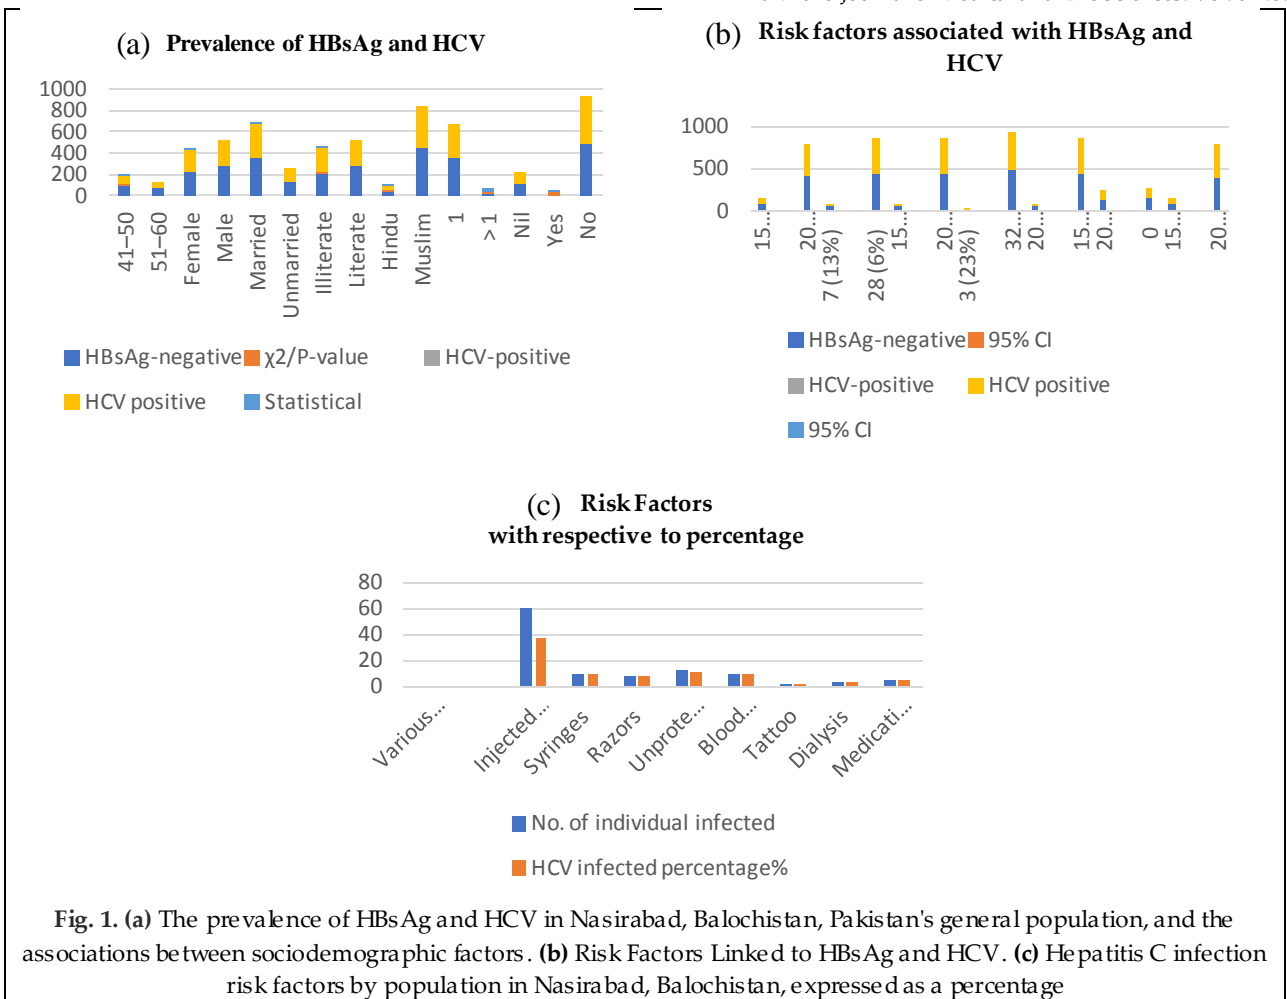 (a) Prevalence of HBsAg and HCV
1000
800
600
400
200
0
41–50
51–60
Female
Male
Married
Unmarried
Illiterate
Literate
Hindu
Muslim
1
> 1
Nil
Yes
No
HBsAg-negative χ2/P-value HCV-positive
HCV positive Statistical
(b) Risk factors associated with HBsAg and
HCV
1000
500
0
15…
20…
7 (13%)
28 (6%)
15…
20…
3 (23%)
32…
20…
15…
20…
0
15…
20…
HBsAg-negative 95% CI
HCV-positive HCV positive
95% CI
(c) Risk Factors
with respective to percentage
80
60
40
20
0
Various…
Injected…
Syringes
Razors
Unprote…
Blood…
Tattoo
Dialysis
Medicati…
No. of individual infected
HCV infected percentage%
Fig. 1. (a) The prevalence of HBsAg and HCV in Nasirabad, Balochistan, Pakistan's general population, and the
associations between sociodemographic factors. (b) Risk Factors Linked to HBsAg and HCV. (c) Hepatitis C infection
risk factors by population in Nasirabad, Balochistan, expressed as a percentage